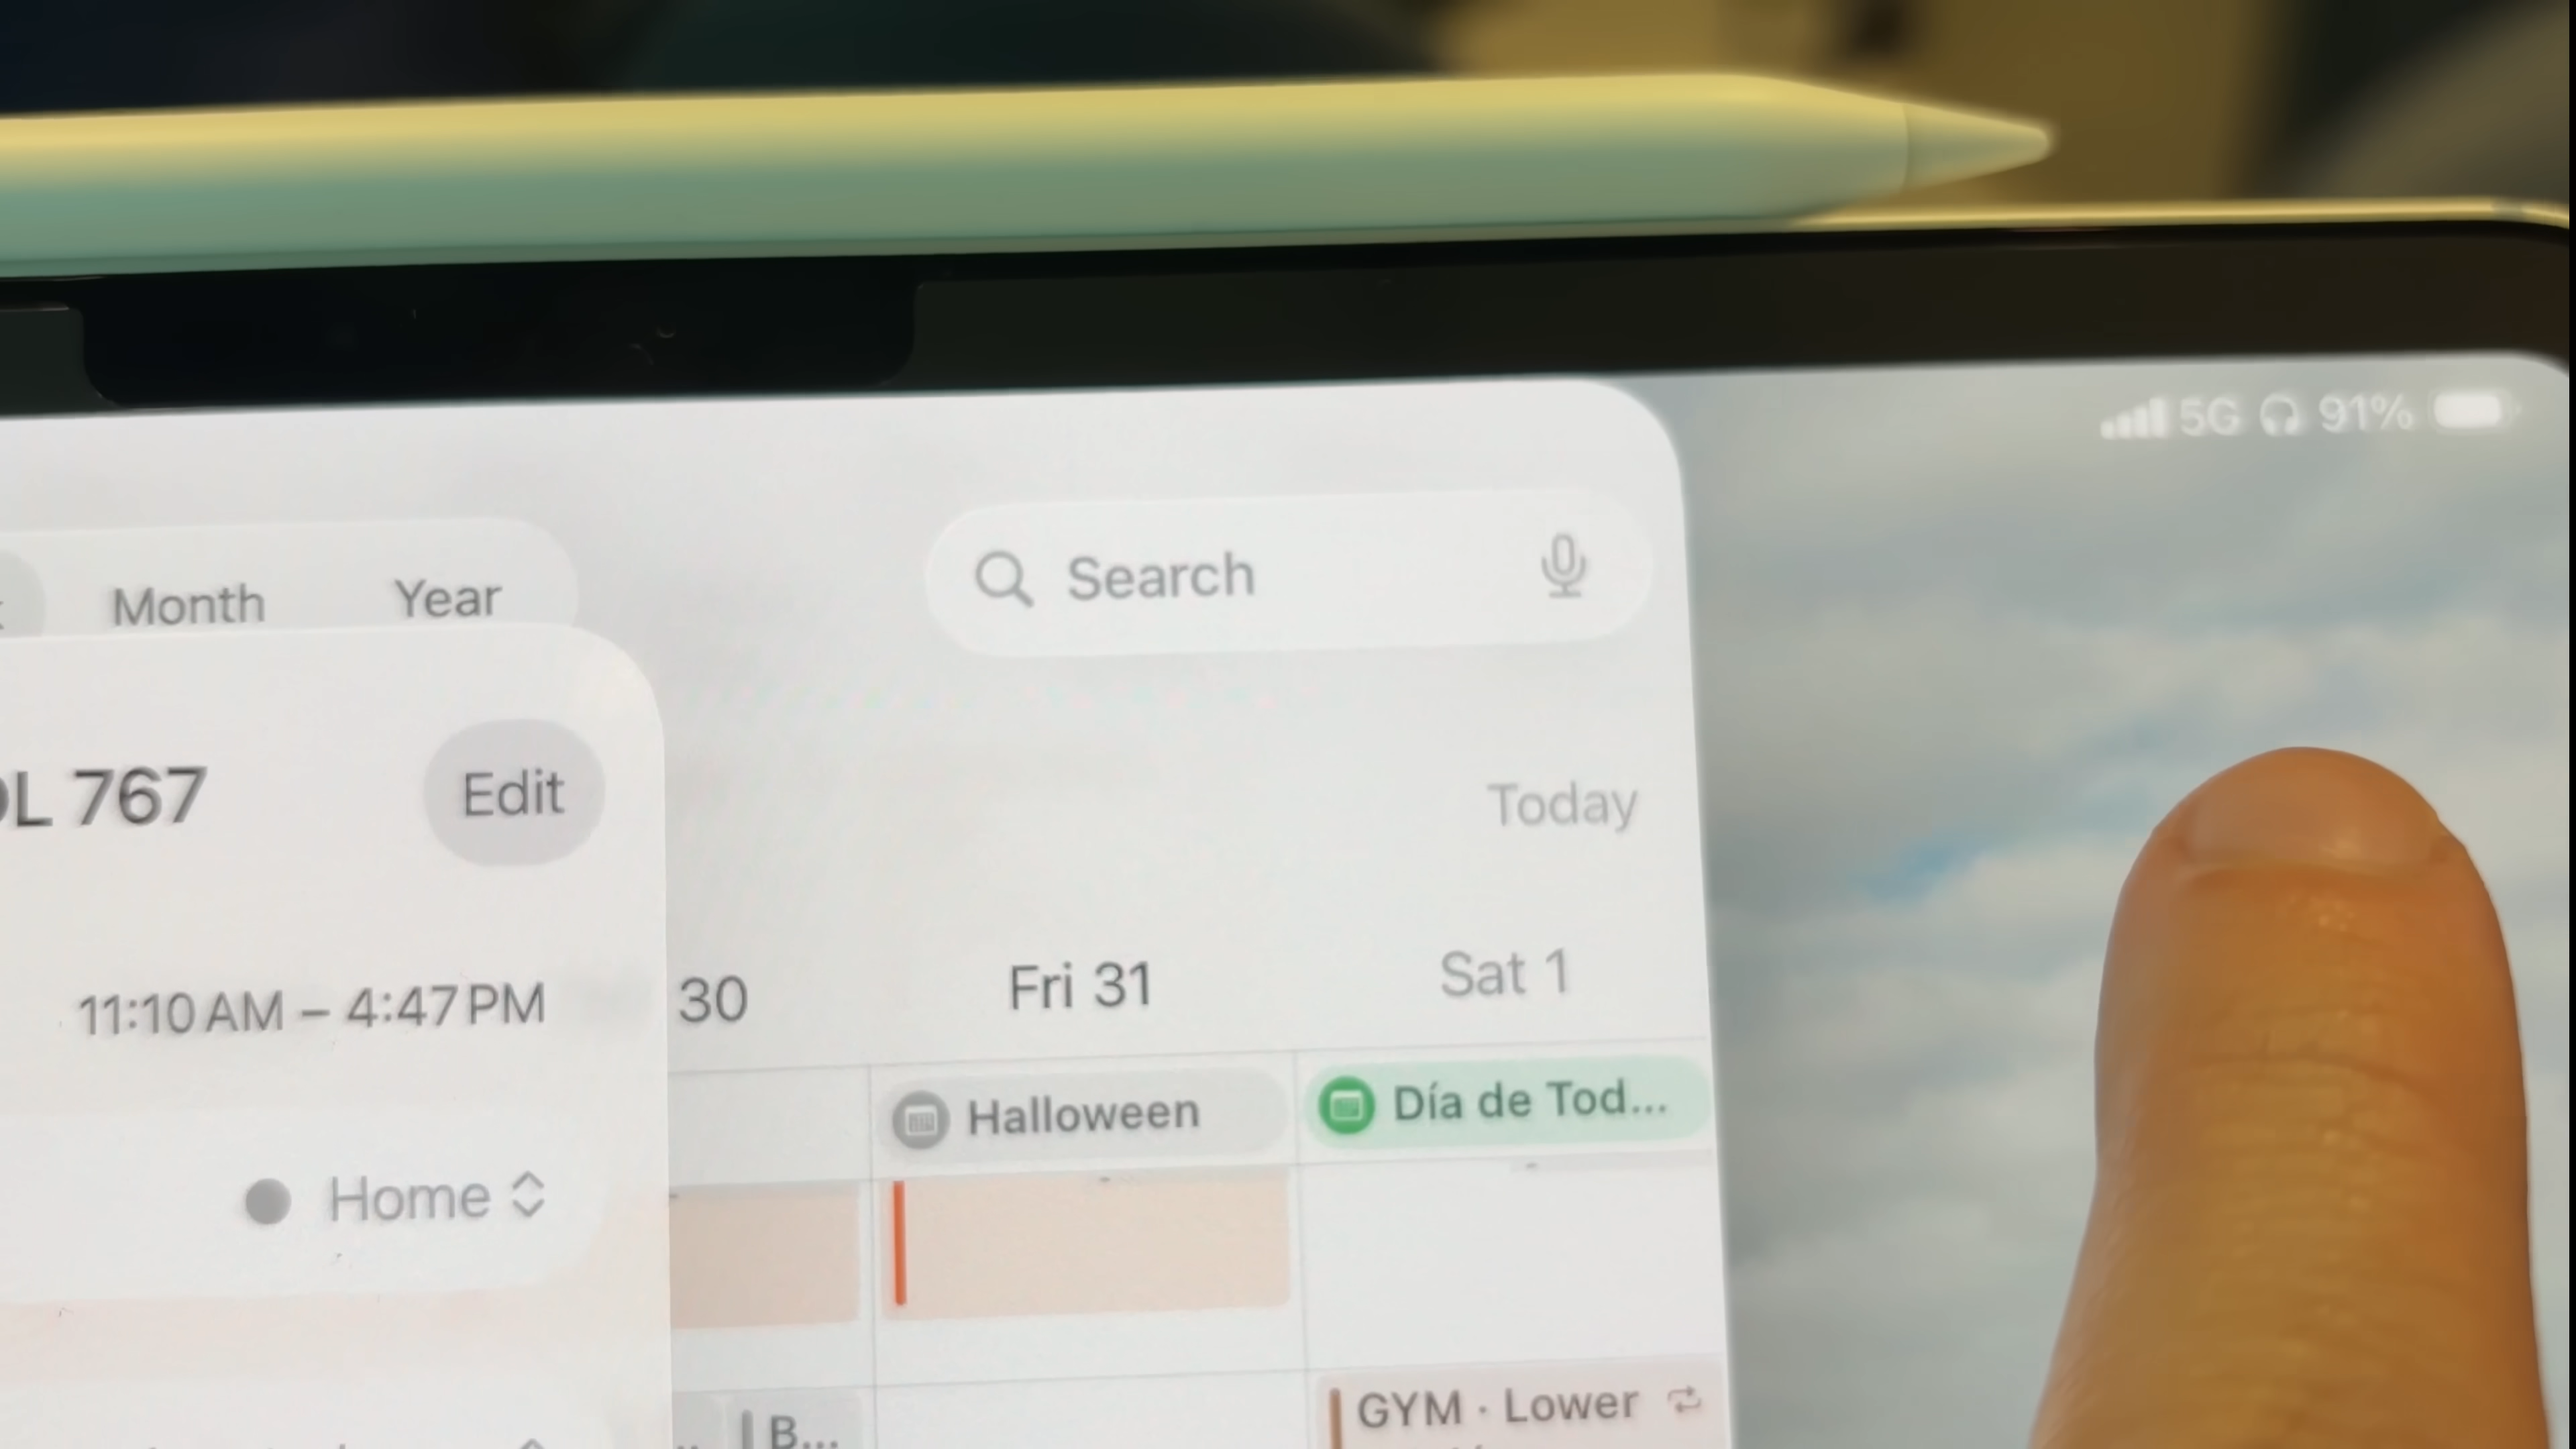 5G 91%
Month Year
Search
767
Edit
Today
11:10 AM – 4:47 PM
30
Fri 31
Sat 1
Halloween
Día de Tod...
Home
GYM · Lower
B...